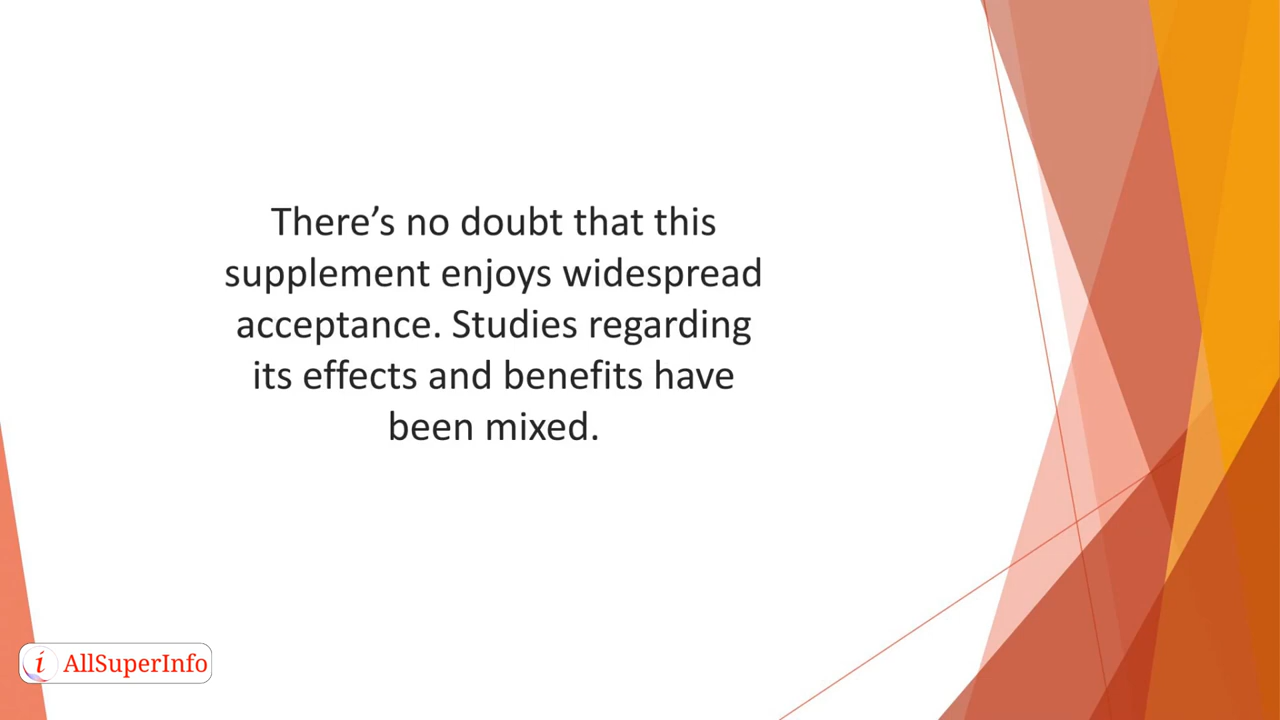 There’s no doubt that this
supplement enjoys widespread
acceptance. Studies regarding
its effects and benefits have
been mixed.
i AllSuperInfo